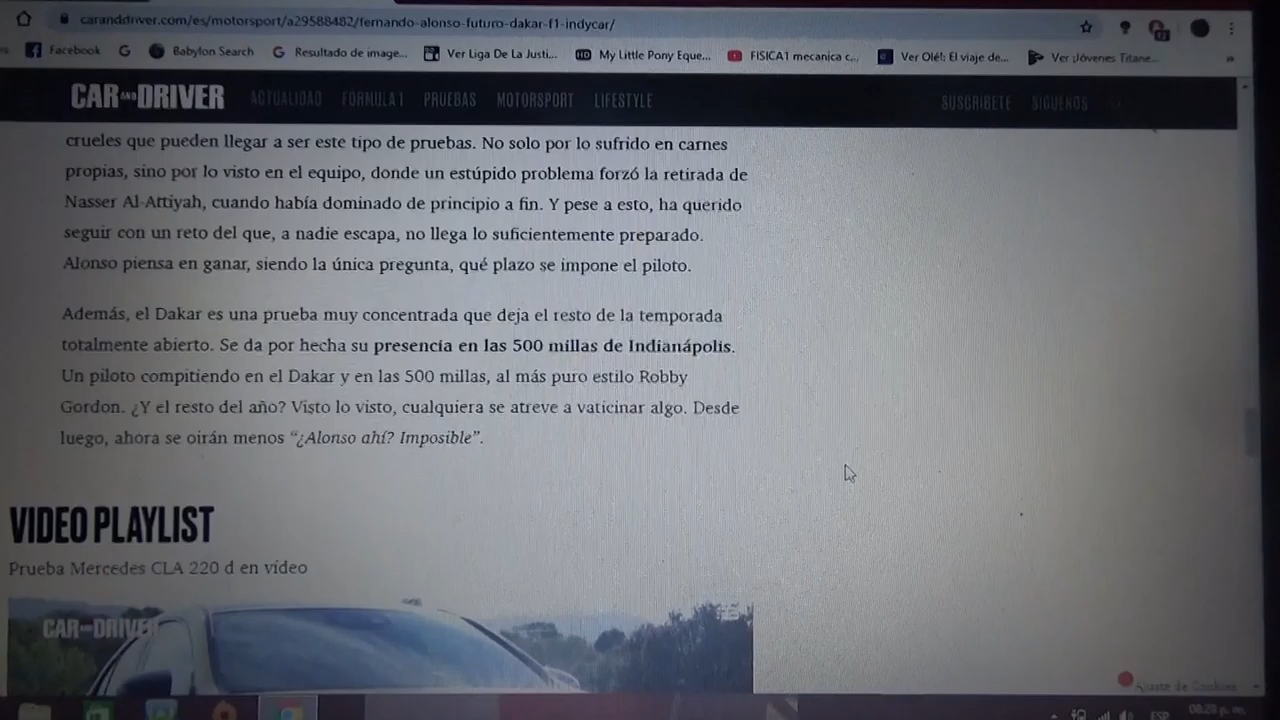 caranddriver.com/es/motorsport/a29588482/fernando-alonso-futuro-dakar-f1-indycar/
Facebook
Babylon Search
Resultado de image...
Ver Liga De La Justi...
My Little Pony Eque...
FISICA1 mecanica c...
Ver Olé!: El viaje de...
Ver ¡Jóvenes Titane...
»
CAR AND DRIVER
ACTUALIDAD
FÓRMULA 1
PRUEBAS
MOTORSPORT
LIFESTYLE
SUSCRÍBETE
SÍGUENOS
crueles que pueden llegar a ser este tipo de pruebas. No solo por lo sufrido en carnes
propias, sino por lo visto en el equipo, donde un estúpido problema forzó la retirada de
Nasser Al-Attiyah, cuando había dominado de principio a fin. Y pese a esto, ha querido
seguir con un reto del que, a nadie escapa, no llega lo suficientemente preparado.
Alonso piensa en ganar, siendo la única pregunta, qué plazo se impone el piloto.
Además, el Dakar es una prueba muy concentrada que deja el resto de la temporada
totalmente abierto. Se da por hecha su presencia en las 500 millas de Indianápolis.
Un piloto compitiendo en el Dakar y en las 500 millas, al más puro estilo Robby
Gordon. ¿Y el resto del año? Visto lo visto, cualquiera se atreve a vaticinar algo. Desde
luego, ahora se oirán menos “¿Alonso ahí? Imposible”.
VIDEO PLAYLIST
Prueba Mercedes CLA 220 d en vídeo
CAR AND DRIVER
Ajuste de Cookies
ESP
08:28 p. m.